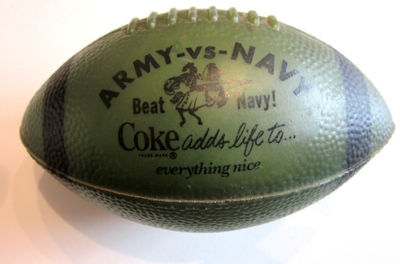 ARMY-vs-NAVY
Beat Navy!
Coke adds life to...
TRADE-MARK ®
everything nice